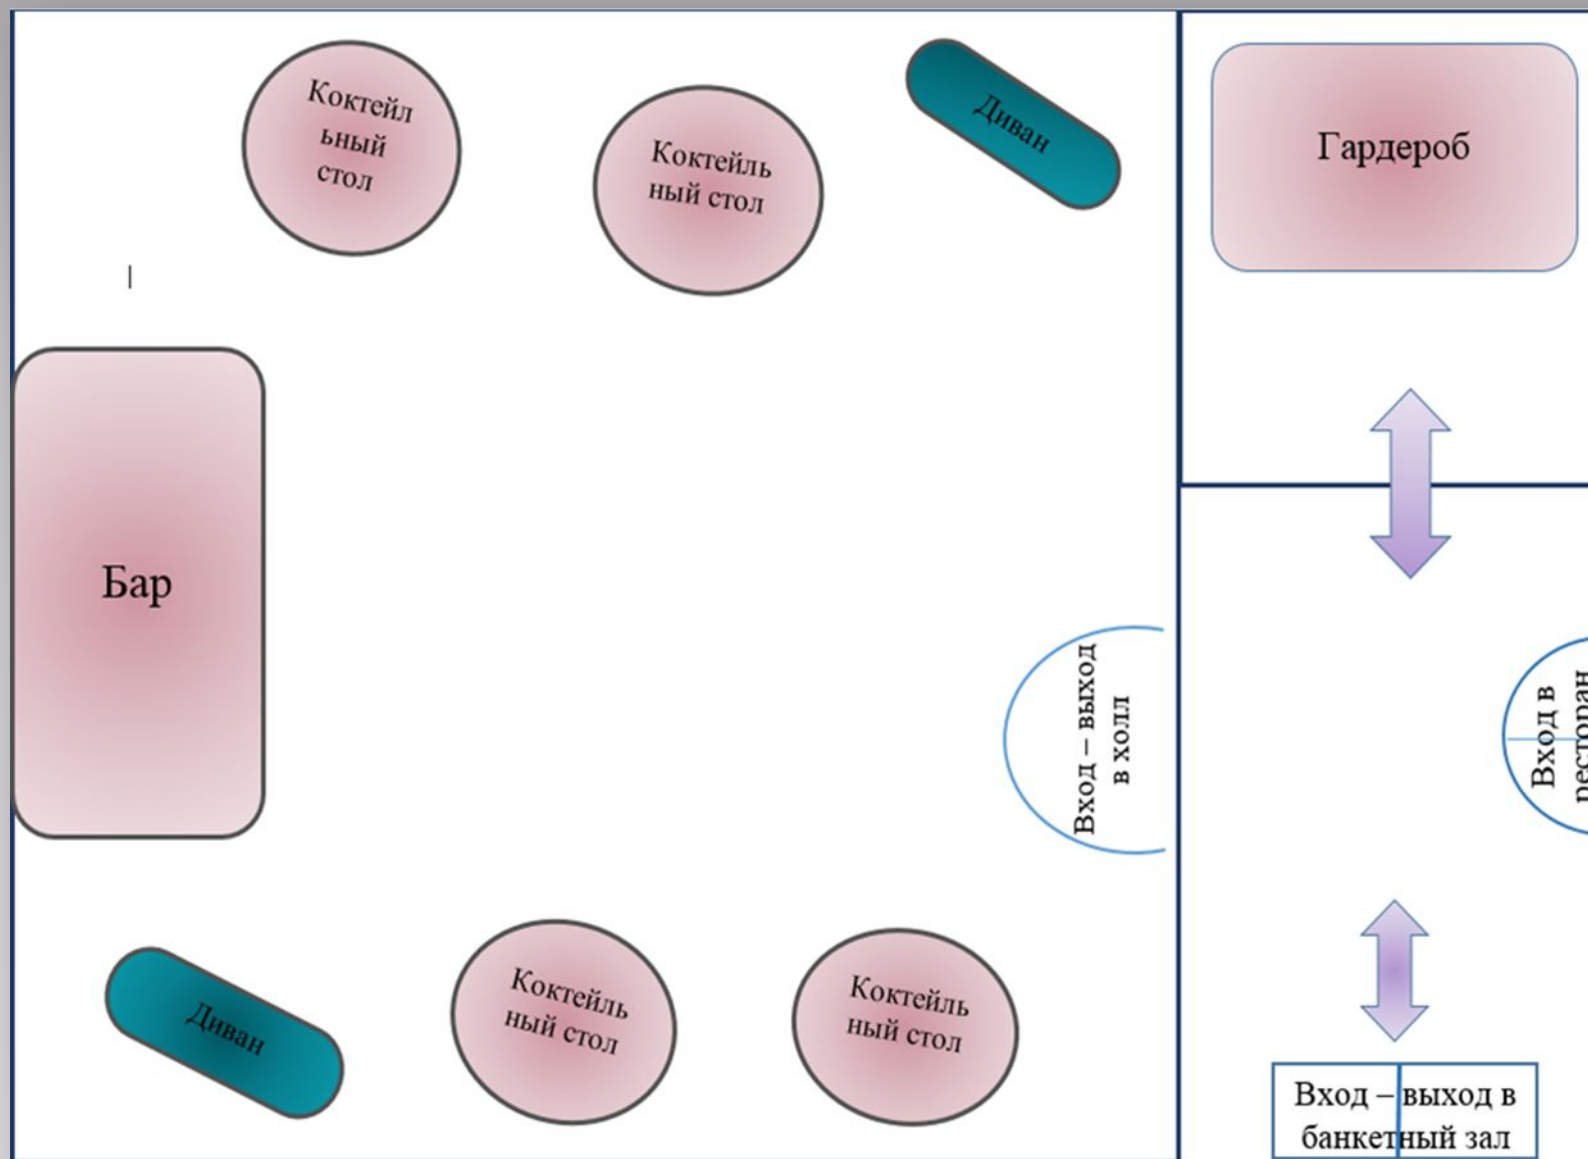 Коктейл
ьный
стол
Коктейль
ный стол
Диван
Гардероб
Бар
Вход – выход
в холл
Вход в
ресторан
Диван
Коктейль
ный стол
Коктейль
ный стол
Вход – выход в
банкетный зал